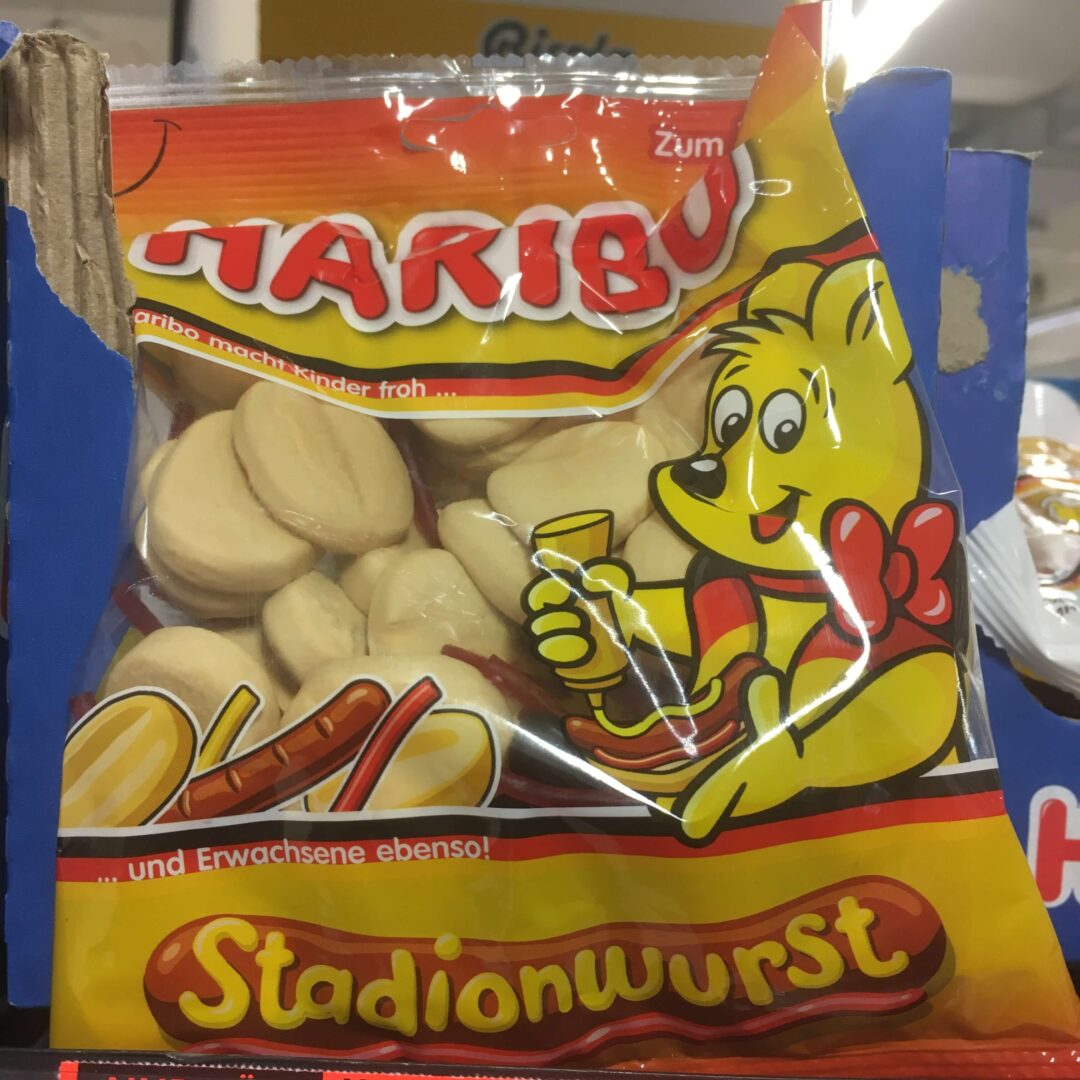 Zum
HARIBO
aribo macht Kinder froh ...
... und Erwachsene ebenso!
Stadionwurst
H